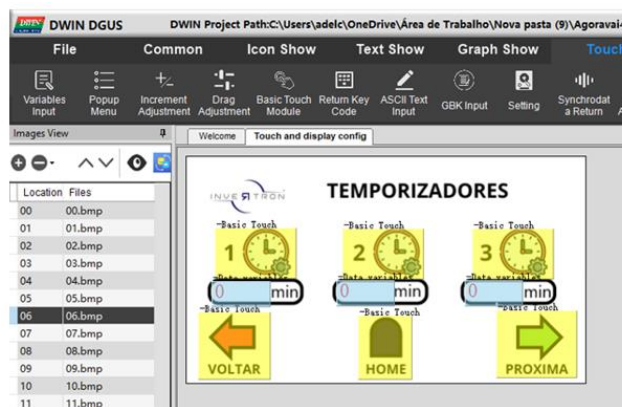 DWIN DGUS DWIN Project Path:C:\Users\adelc\OneDrive\Área de Trabalho\Nova pasta (9)\Agoravai
File Common Icon Show Text Show Graph Show Touc
Variables Input
Popup Menu
Increment Adjustment
Drag Adjustment
Basic Touch Module
Return Key Code
ASCII Text Input
GBK Input
Setting
Synchrodat a Return
Images View
Welcome Touch and display config
Location Files
00 00.bmp
01 01.bmp
02 02.bmp
03 03.bmp
04 04.bmp
05 05.bmp
06 06.bmp
07 07.bmp
08 08.bmp
09 09.bmp
10 10.bmp
11 11.bmp
INVERTRON
TEMPORIZADORES
Basic Touch Basic Touch Basic Touch
1 2 3
Data variables Data variables Data variables
0 min 0 min 0 min
Basic Touch Basic Touch Basic Touch
VOLTAR HOME PROXIMA